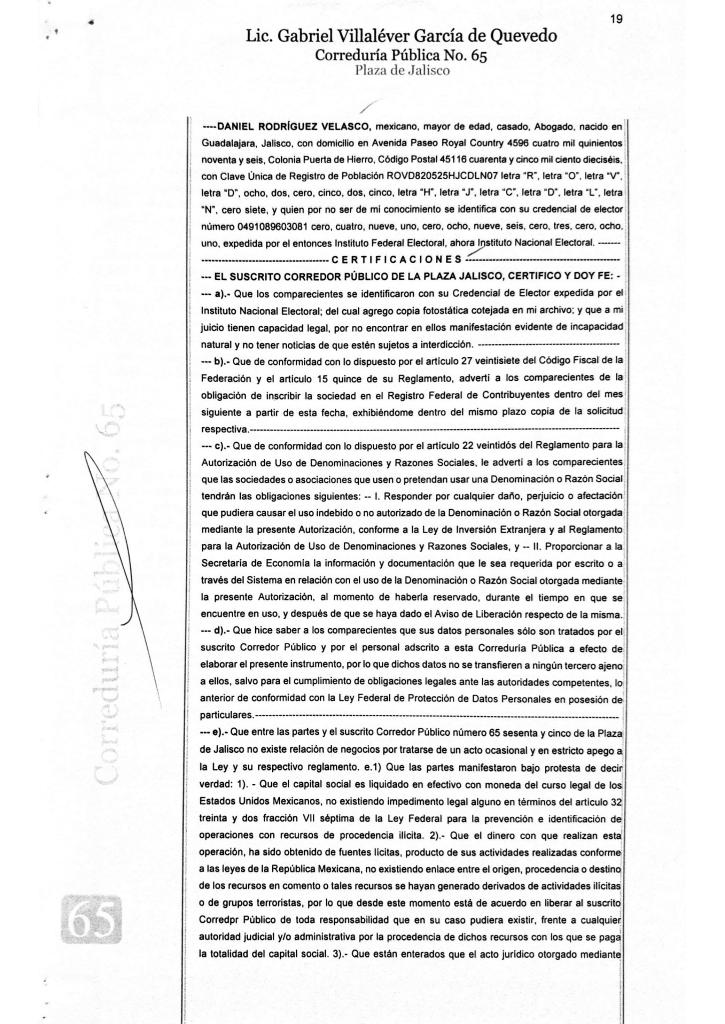 19
Lic. Gabriel Villaléver García de Quevedo
Correduría Pública No. 65
Plaza de Jalisco
----DANIEL RODRÍGUEZ VELASCO, mexicano, mayor de edad, casado, Abogado, nacido en
Guadalajara, Jalisco, con domicilio en Avenida Paseo Royal Country 4596 cuatro mil quinientos
noventa y seis, Colonia Puerta de Hierro, Código Postal 45116 cuarenta y cinco mil ciento dieciséis,
con Clave Única de Registro de Población ROVD820525HJCDLN07 letra "R", letra "O", letra "V",
letra "D", ocho, dos, cero, cinco, dos, cinco, letra "H", letra "J", letra "C", letra "D", letra "L", letra
"N", cero siete, y quien por no ser de mi conocimiento se identifica con su credencial de elector
número 0491089603081 cero, cuatro, nueve, uno, cero, ocho, nueve, seis, cero, tres, cero, ocho,
uno, expedida por el entonces Instituto Federal Electoral, ahora Instituto Nacional Electoral. -------
---------------------------------- C E R T I F I C A C I O N E S ------------------------------------------
--- EL SUSCRITO CORREDOR PÚBLICO DE LA PLAZA JALISCO, CERTIFICO Y DOY FE: -
--- a).- Que los comparecientes se identificaron con su Credencial de Elector expedida por el
Instituto Nacional Electoral; del cual agrego copia fotostática cotejada en mi archivo; y que a mi
juicio tienen capacidad legal, por no encontrar en ellos manifestación evidente de incapacidad
natural y no tener noticias de que estén sujetos a interdicción. --------------------------------------
--- b).- Que de conformidad con lo dispuesto por el artículo 27 veintisiete del Código Fiscal de la
Federación y el artículo 15 quince de su Reglamento, advertí a los comparecientes de la
obligación de inscribir la sociedad en el Registro Federal de Contribuyentes dentro del mes
siguiente a partir de esta fecha, exhibiéndome dentro del mismo plazo copia de la solicitud
respectiva.----------------------------------------------------------------------------------------------------
--- c).- Que de conformidad con lo dispuesto por el artículo 22 veintidós del Reglamento para la
Autorización de Uso de Denominaciones y Razones Sociales, le advertí a los comparecientes
que las sociedades o asociaciones que usen o pretendan usar una Denominación o Razón Social
tendrán las obligaciones siguientes: -- I. Responder por cualquier daño, perjuicio o afectación
que pudiera causar el uso indebido o no autorizado de la Denominación o Razón Social otorgada
mediante la presente Autorización, conforme a la Ley de Inversión Extranjera y al Reglamento
para la Autorización de Uso de Denominaciones y Razones Sociales, y -- II. Proporcionar a la
Secretaría de Economía la información y documentación que le sea requerida por escrito o a
través del Sistema en relación con el uso de la Denominación o Razón Social otorgada mediante
la presente Autorización, al momento de haberla reservado, durante el tiempo en que se
encuentre en uso, y después de que se haya dado el Aviso de Liberación respecto de la misma.
--- d).- Que hice saber a los comparecientes que sus datos personales sólo son tratados por el
suscrito Corredor Público y por el personal adscrito a esta Correduría Pública a efecto de
elaborar el presente instrumento, por lo que dichos datos no se transfieren a ningún tercero ajeno
a ellos, salvo para el cumplimiento de obligaciones legales ante las autoridades competentes, lo
anterior de conformidad con la Ley Federal de Protección de Datos Personales en posesión de
particulares.--------------------------------------------------------------------------------------------------
--- e).- Que entre las partes y el suscrito Corredor Público número 65 sesenta y cinco de la Plaza
de Jalisco no existe relación de negocios por tratarse de un acto ocasional y en estricto apego a
la Ley y su respectivo reglamento. e.1) Que las partes manifestaron bajo protesta de decir
verdad: 1). - Que el capital social es liquidado en efectivo con moneda del curso legal de los
Estados Unidos Mexicanos, no existiendo impedimento legal alguno en términos del artículo 32
treinta y dos fracción VII séptima de la Ley Federal para la prevención e identificación de
operaciones con recursos de procedencia ilícita. 2).- Que el dinero con que realizan esta
operación, ha sido obtenido de fuentes lícitas, producto de sus actividades realizadas conforme
a las leyes de la República Mexicana, no existiendo enlace entre el origen, procedencia o destino
de los recursos en comento o tales recursos se hayan generado derivados de actividades ilícitas
o de grupos terroristas, por lo que desde este momento está de acuerdo en liberar al suscrito
Corredpr Público de toda responsabilidad que en su caso pudiera existir, frente a cualquier
autoridad judicial y/o administrativa por la procedencia de dichos recursos con los que se paga
la totalidad del capital social. 3).- Que están enterados que el acto jurídico otorgado mediante
Correduría Pública No. 65
65